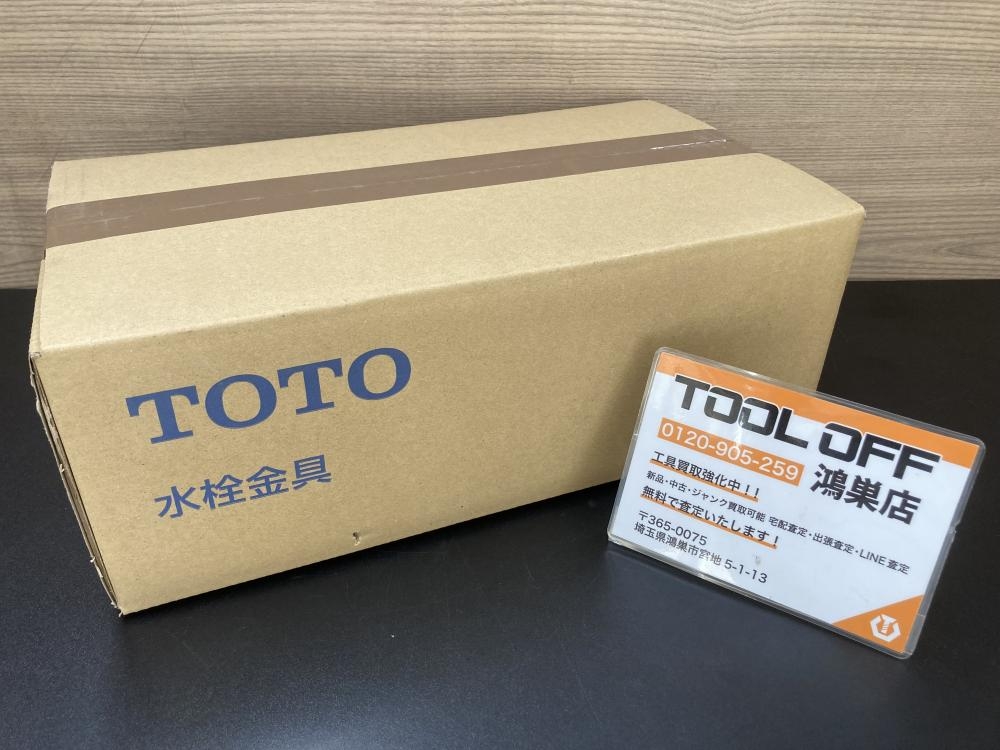 TOTO
水栓金具
TOOL OFF
0120-905-259
鴻巣店
工具買取強化中！！
新品・中古・ジャンク買取可能 宅配査定・出張査定・LINE査定
無料で査定いたします！
〒365-0075
埼玉県鴻巣市宮地 5-1-13